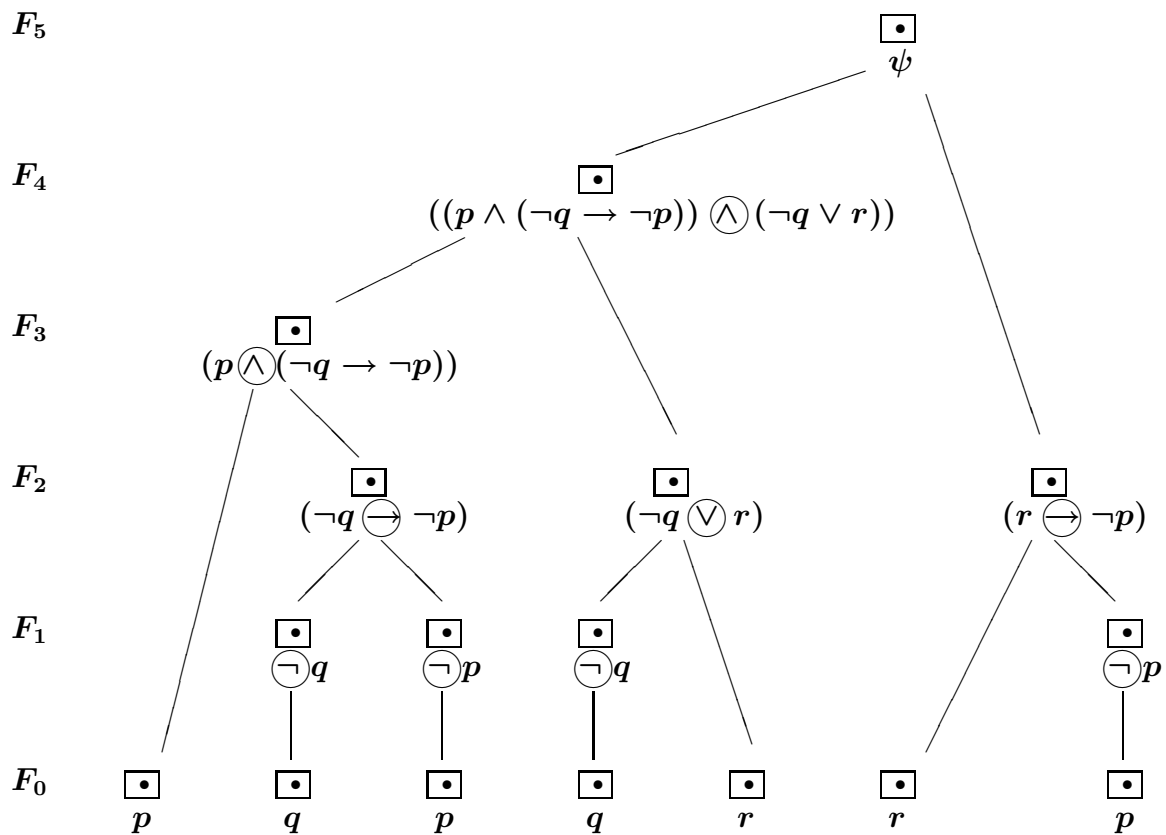 F₅
ψ
F₄
((p ∧ (¬q → ¬p)) ∧ (¬q ∨ r))
F₃
(p ∧ (¬q → ¬p))
F₂
(¬q → ¬p) (¬q ∨ r) (r → ¬p)
F₁
¬q ¬p ¬q ¬p
F₀
p q p q r r p